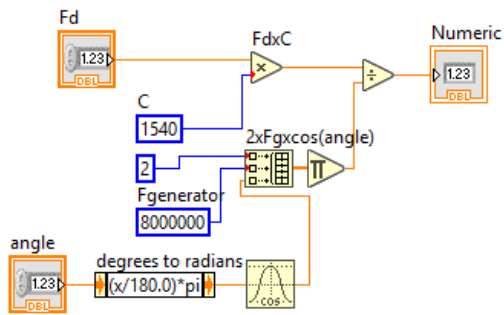 Fd
1.23
DBL
FdxC
×
÷
Numeric
1.23
DBL
C
1540
2xFgxcos(angle)
2
Fgenerator
8000000
angle
1.23
DBL
degrees to radians
(x/180.0)*pi
COS